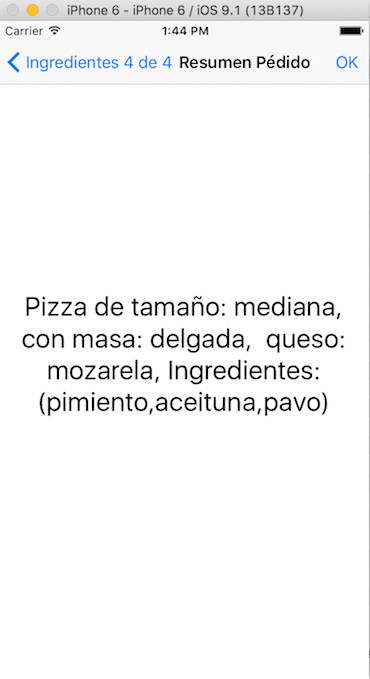 iPhone 6 - iPhone 6 / iOS 9.1 (13B137)
Carrier 1:44 PM
Ingredientes 4 de 4 Resumen Pédido OK
Pizza de tamaño: mediana,
con masa: delgada,  queso:
mozarela, Ingredientes:
(pimiento,aceituna,pavo)